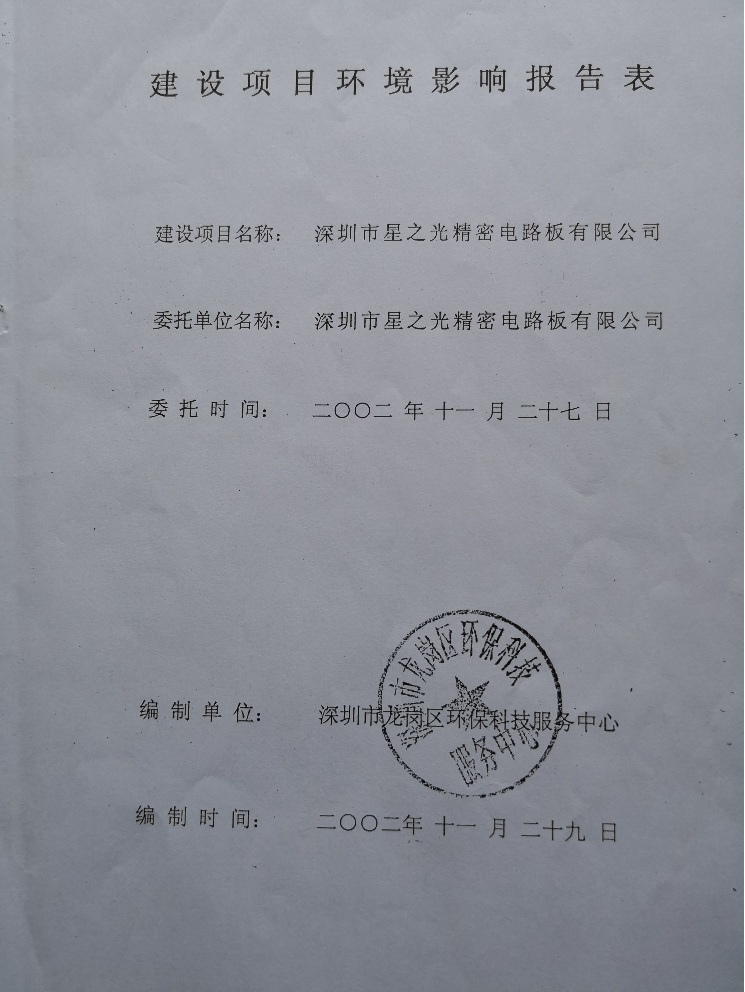 建设项目环境影响报告表
建设项目名称： 深圳市星之光精密电路板有限公司
委托单位名称： 深圳市星之光精密电路板有限公司
委托时间： 二〇〇二年十一月二十七日
深圳市龙岗区环保科技
服务中心
编制单位： 深圳市龙岗区环保科技服务中心
编制时间： 二〇〇二年十一月二十九日